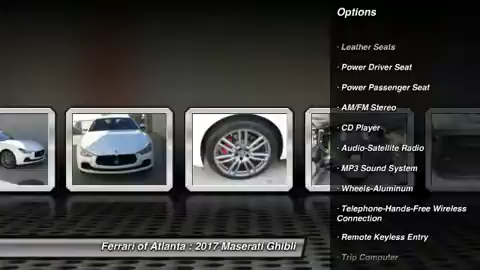 Options
· Leather Seats
· Power Driver Seat
· Power Passenger Seat
· AM/FM Stereo
· CD Player
· Audio-Satellite Radio
· MP3 Sound System
· Wheels-Aluminum
· Telephone-Hands-Free Wireless
Connection
· Remote Keyless Entry
· Trip Computer
Ferrari of Atlanta : 2017 Maserati Ghibli